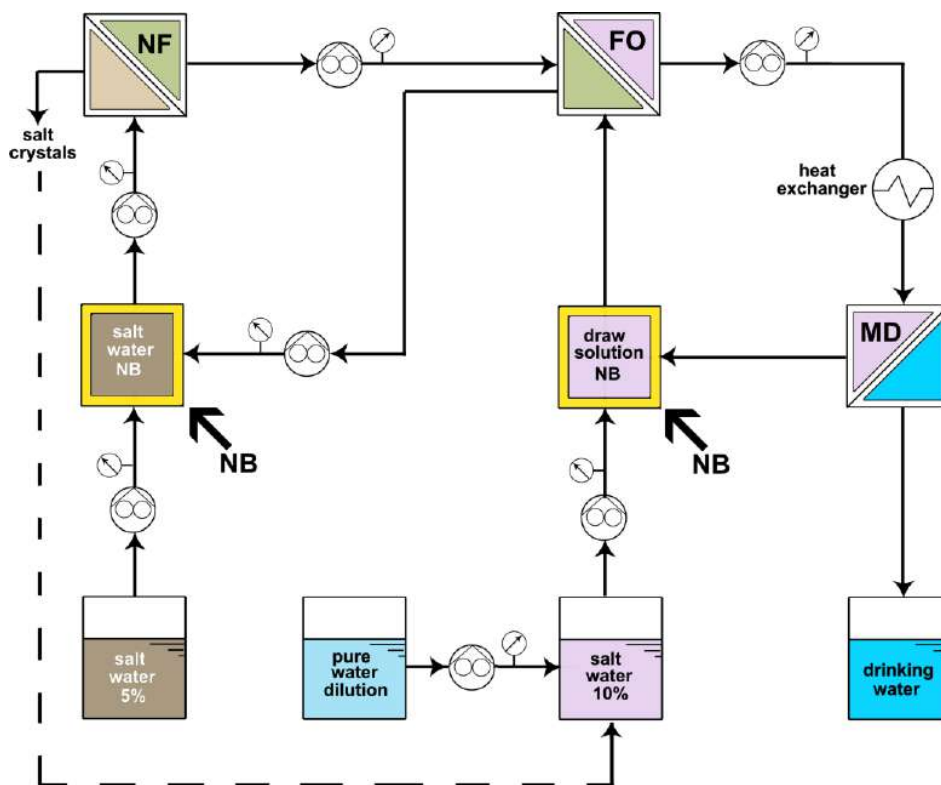 NF
FO
salt
crystals
heat
exchanger
salt
water
NB
draw
solution
NB
MD
NB
NB
salt
water
5%
pure
water
dilution
salt
water
10%
drinking
water